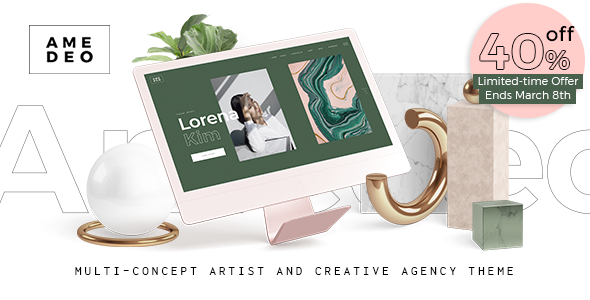 AME
DEO
40%
off
Limited-time Offer
Ends March 8th
Lorena
Kim
Amedeo
MULTI-CONCEPT ARTIST AND CREATIVE AGENCY THEME